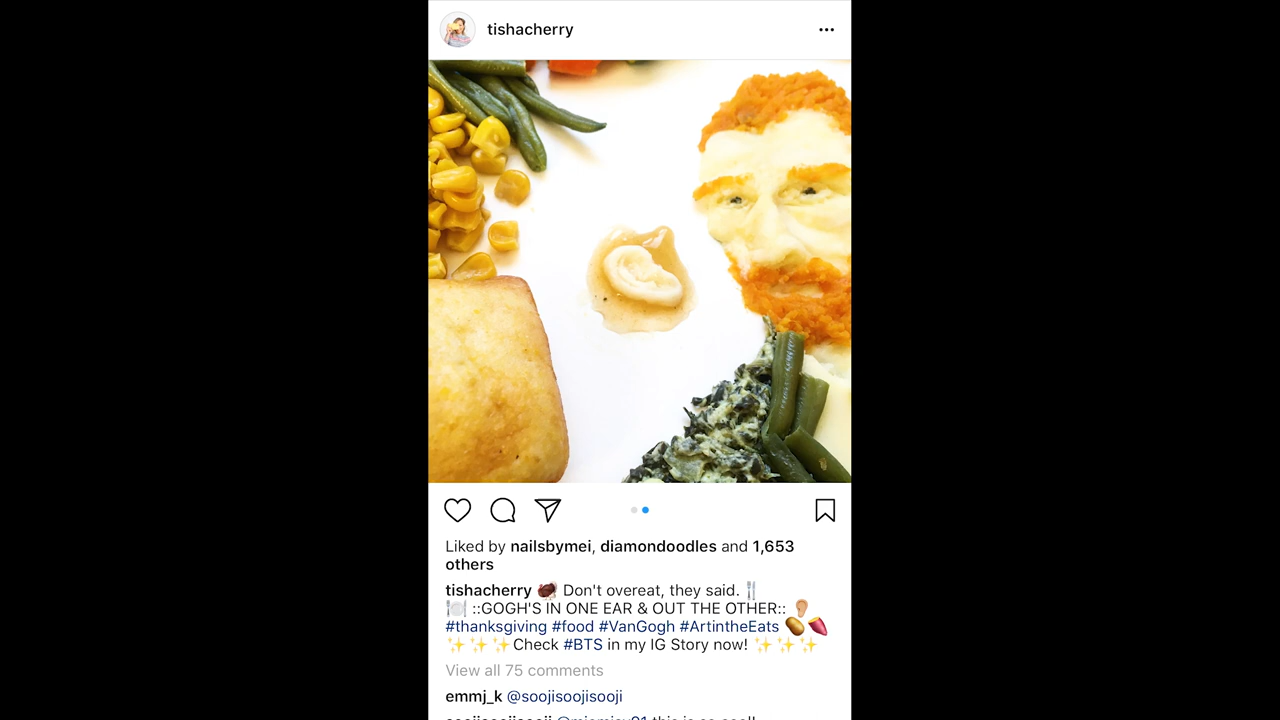 tishacherry
Liked by nailsbymei, diamondoodles and 1,653
others
tishacherry 🦃 Don't overeat, they said. 🍴
🍽 ::GOGH'S IN ONE EAR & OUT THE OTHER:: 👂
#thanksgiving #food #VanGogh #ArtintheEats 🥔🍠
✨✨✨Check #BTS in my IG Story now! ✨✨✨
View all 75 comments
emmj_k @soojisoojisooji